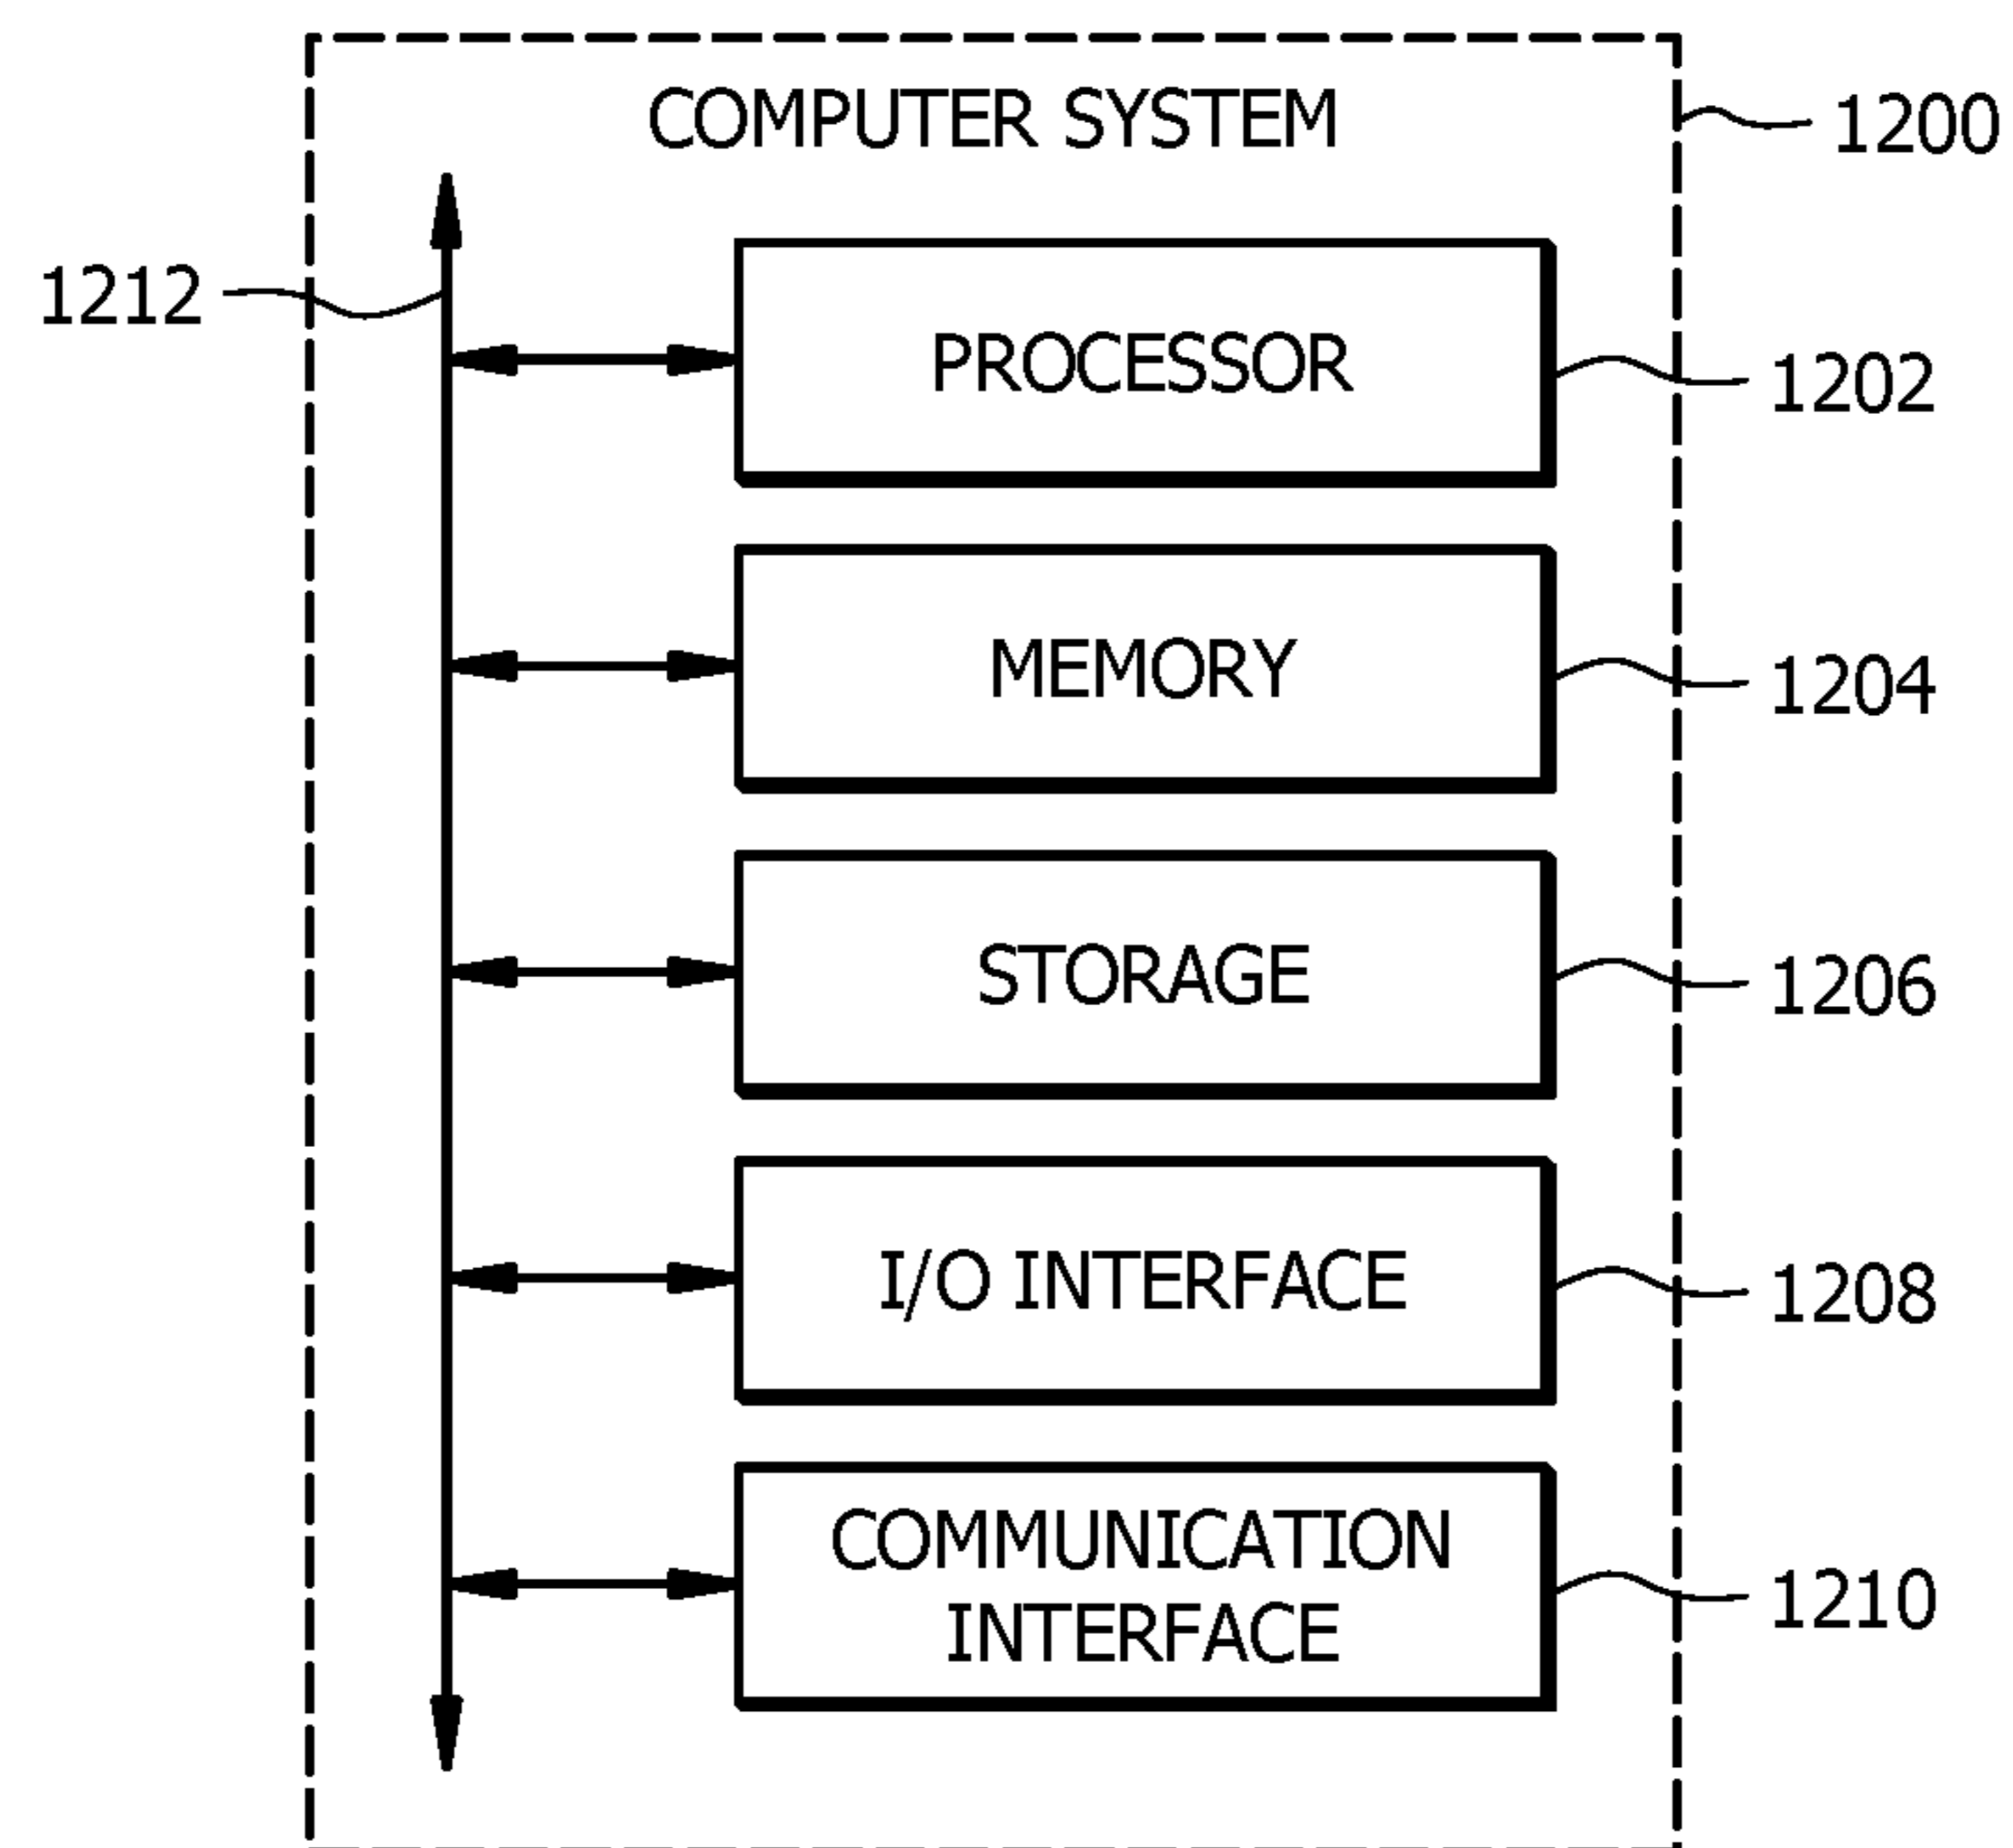 COMPUTER SYSTEM
1200
1212
PROCESSOR
1202
MEMORY
1204
STORAGE
1206
I/O INTERFACE
1208
COMMUNICATION
INTERFACE
1210